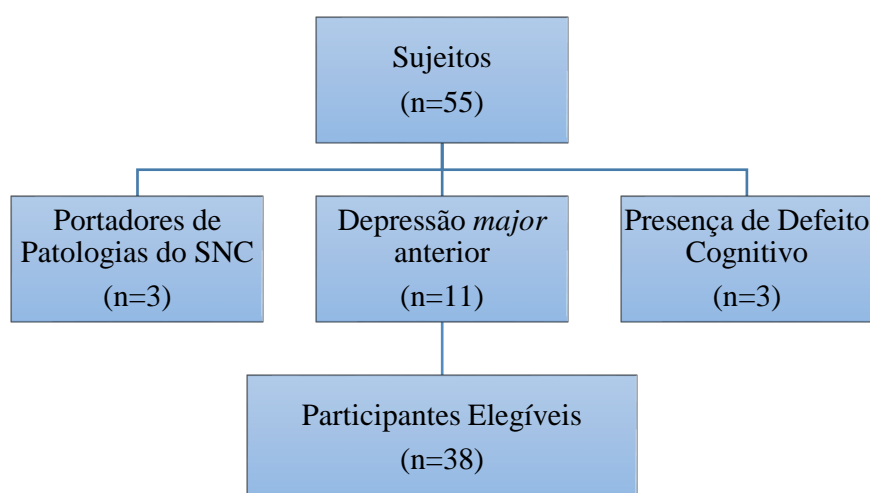 Sujeitos
(n=55)
Portadores de
Patologias do SNC
(n=3)
Depressão major
anterior
(n=11)
Presença de Defeito
Cognitivo
(n=3)
Participantes Elegíveis
(n=38)